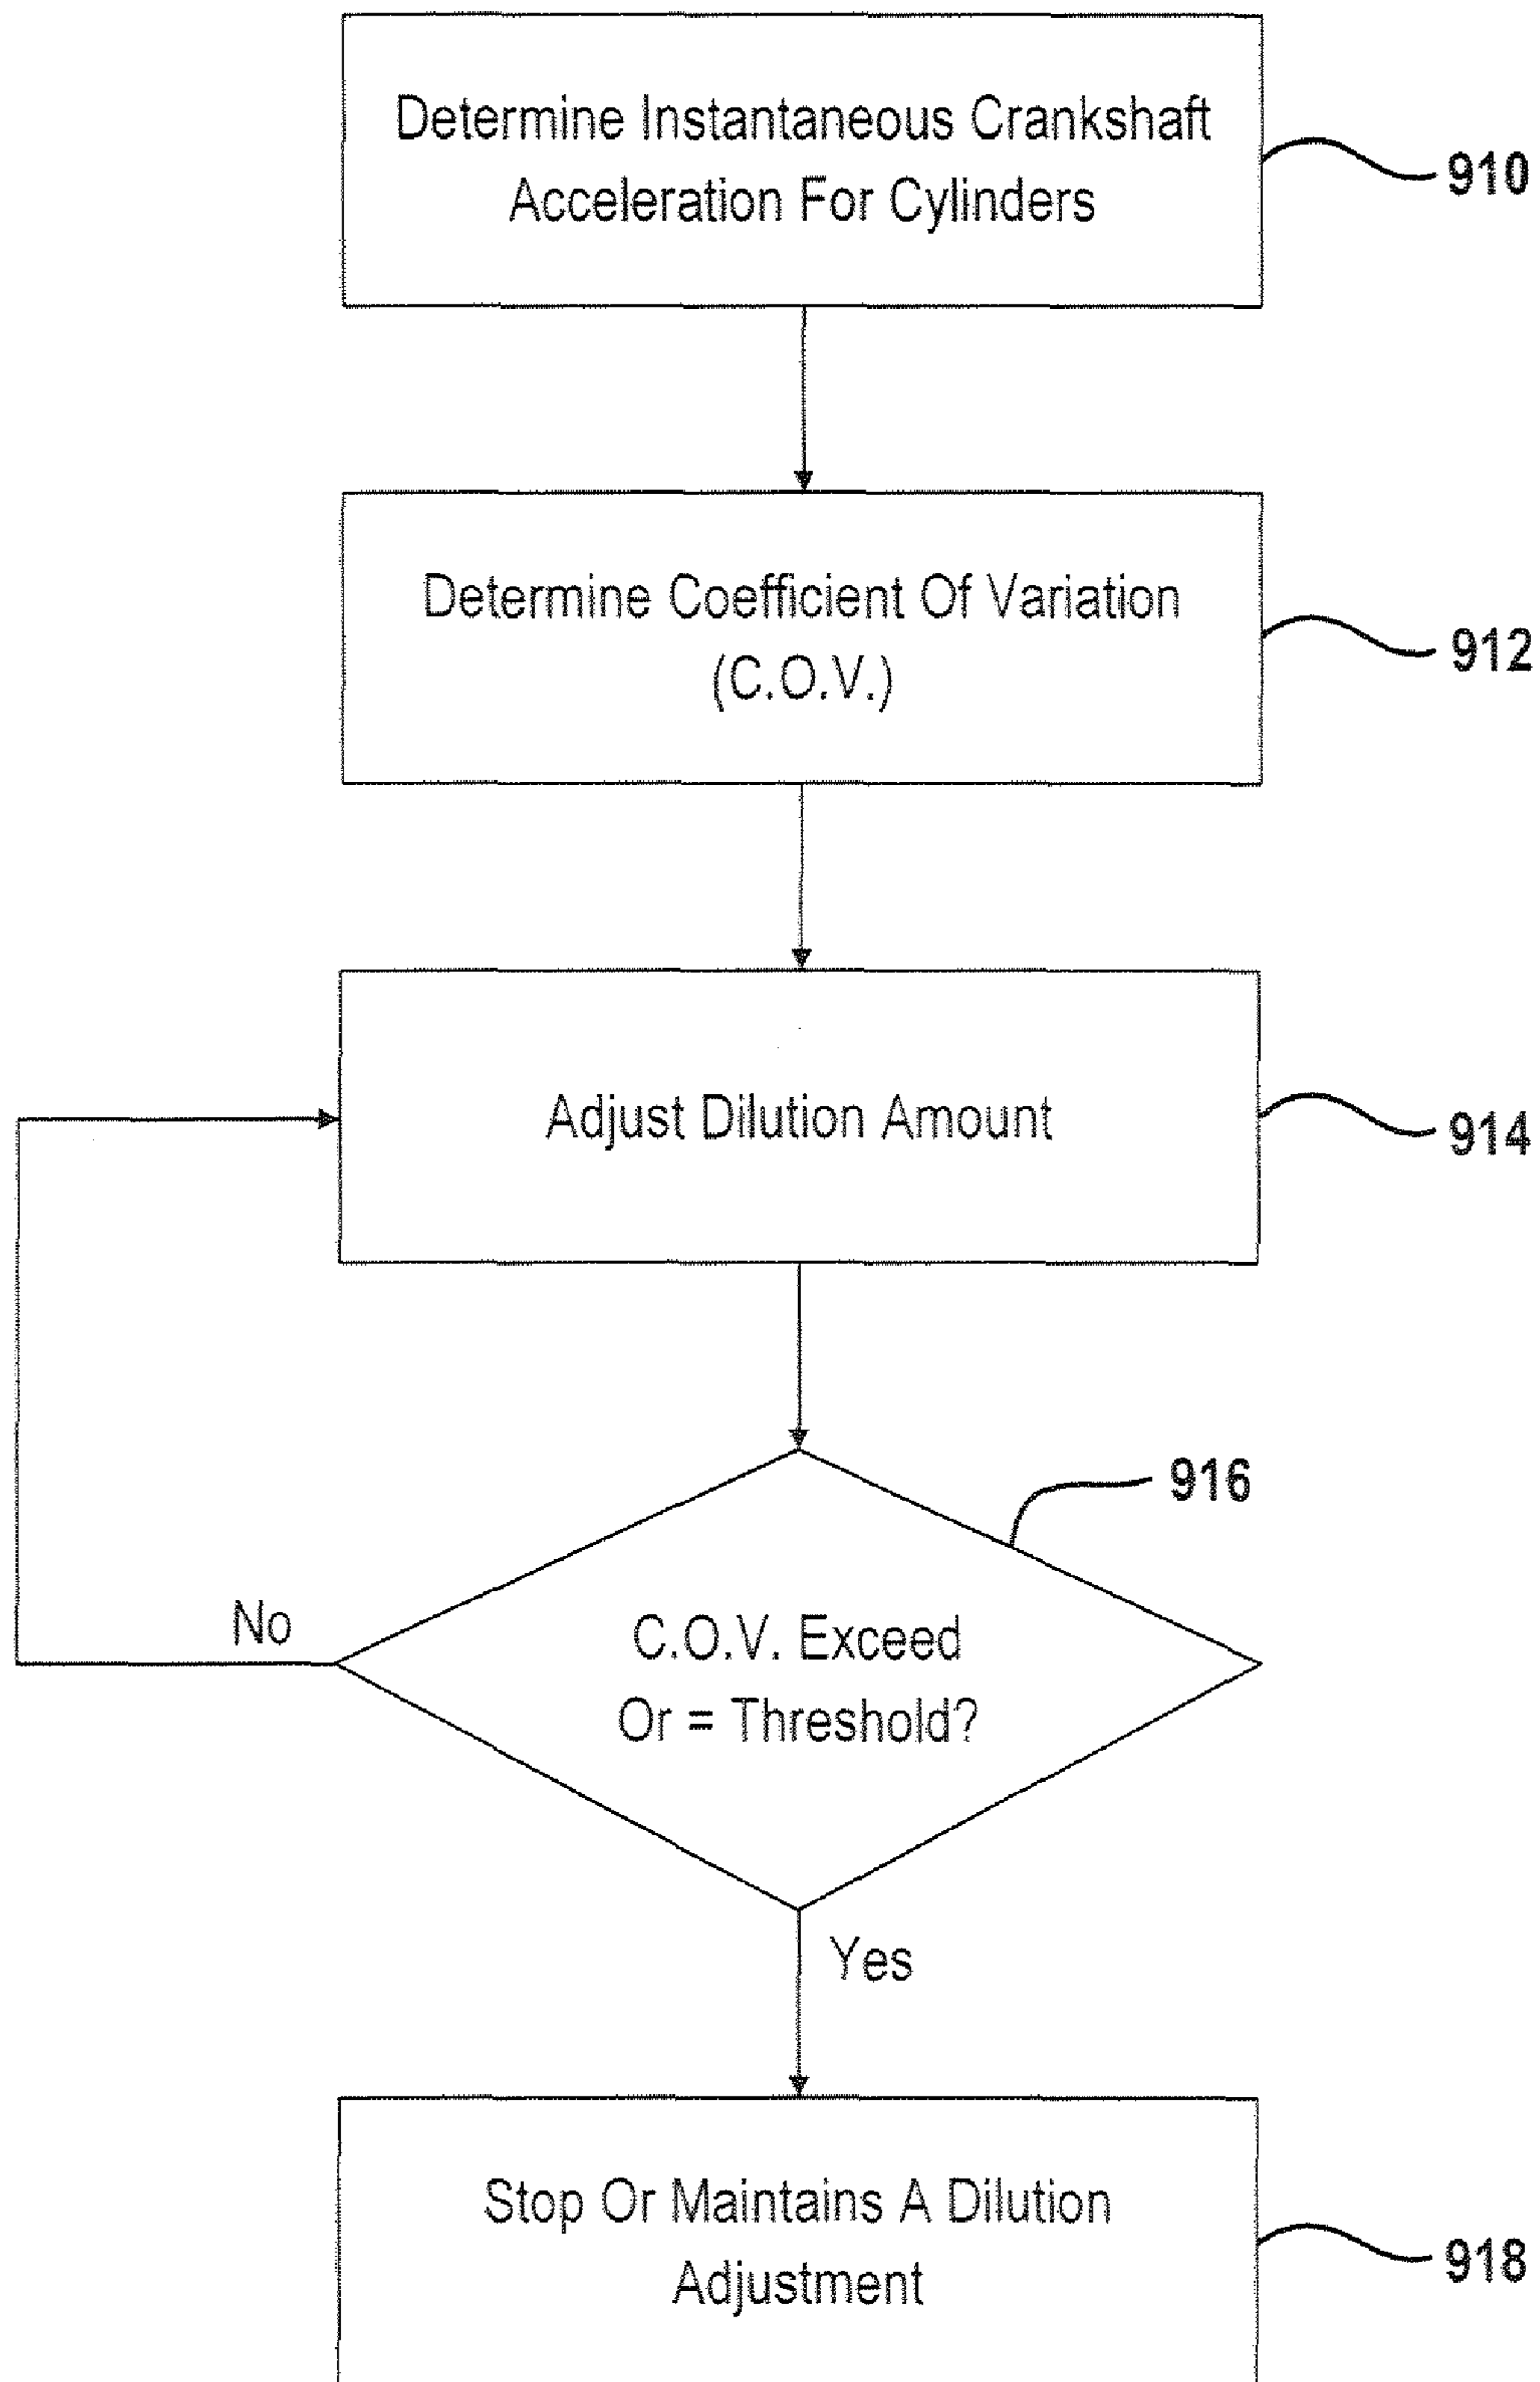 Determine Instantaneous Crankshaft
Acceleration For Cylinders
910
Determine Coefficient Of Variation
(C.O.V.)
912
Adjust Dilution Amount
914
916
C.O.V. Exceed
Or = Threshold?
No
Yes
Stop Or Maintains A Dilution
Adjustment
918